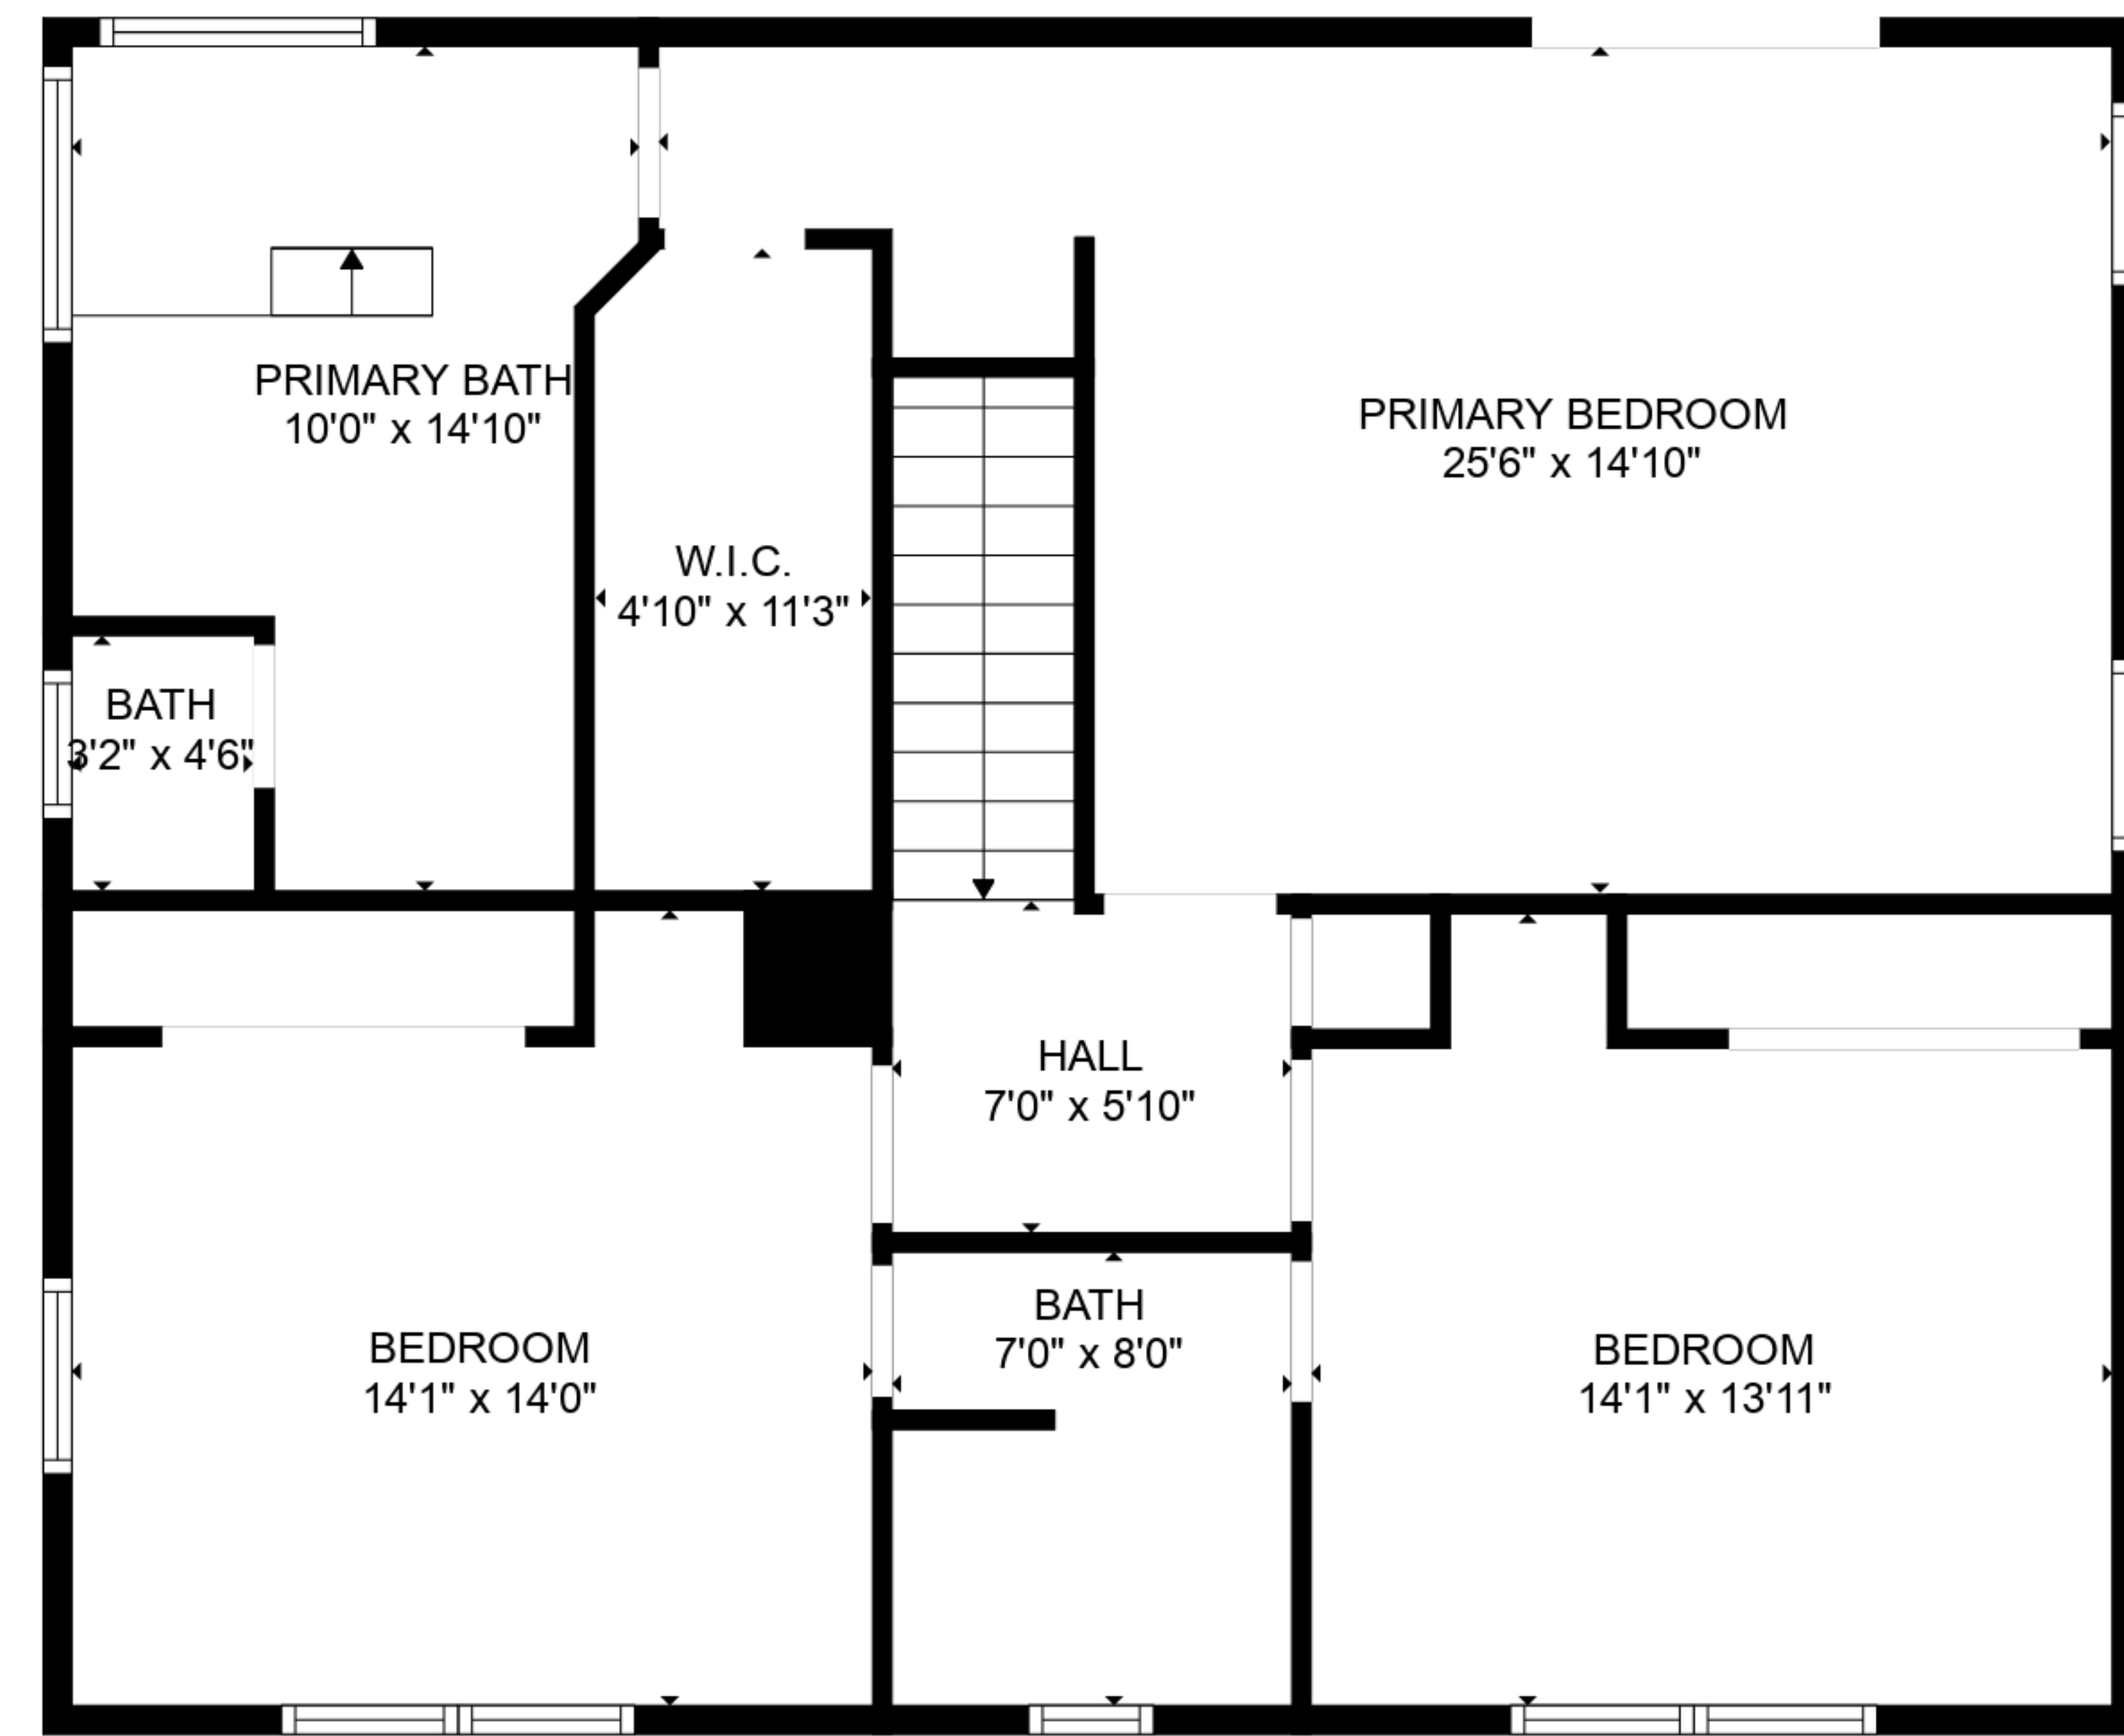 PRIMARY BATH
10'0" x 14'10"
PRIMARY BEDROOM
25'6" x 14'10"
W.I.C.
4'10" x 11'3"
BATH
3'2" x 4'6"
HALL
7'0" x 5'10"
BATH
7'0" x 8'0"
BEDROOM
14'1" x 14'0"
BEDROOM
14'1" x 13'11"